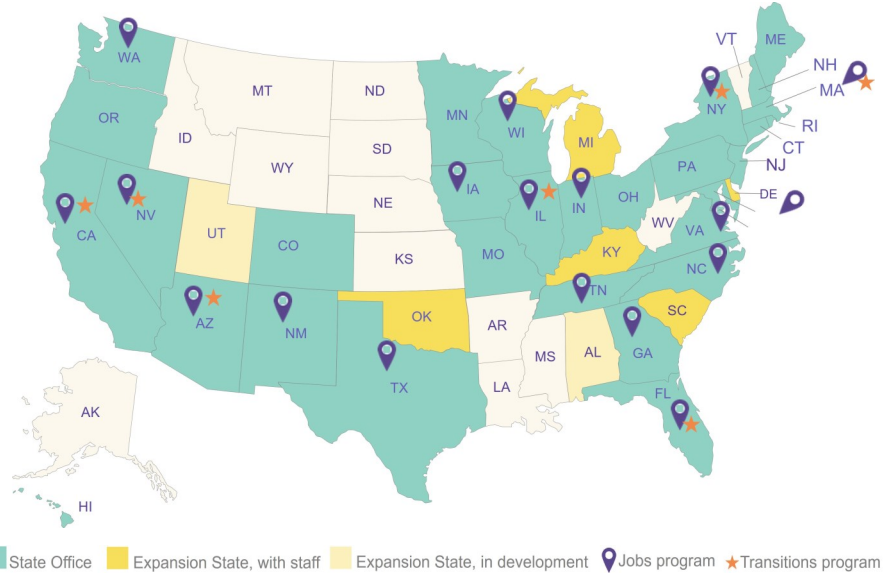 VT
ME
WA
NH
MA
MT
ND
OR
ID
MN
NY
WI
RI
SD
MI
CT
WY
NJ
PA
IA
NE
DE
NV
IL
IN
OH
CA
UT
CO
WV
VA
KS
MO
KY
NC
AZ
NM
OK
TN
SC
AR
TX
MS
AL
GA
LA
FL
AK
HI
State Office
Expansion State, with staff
Expansion State, in development
Jobs program
Transitions program